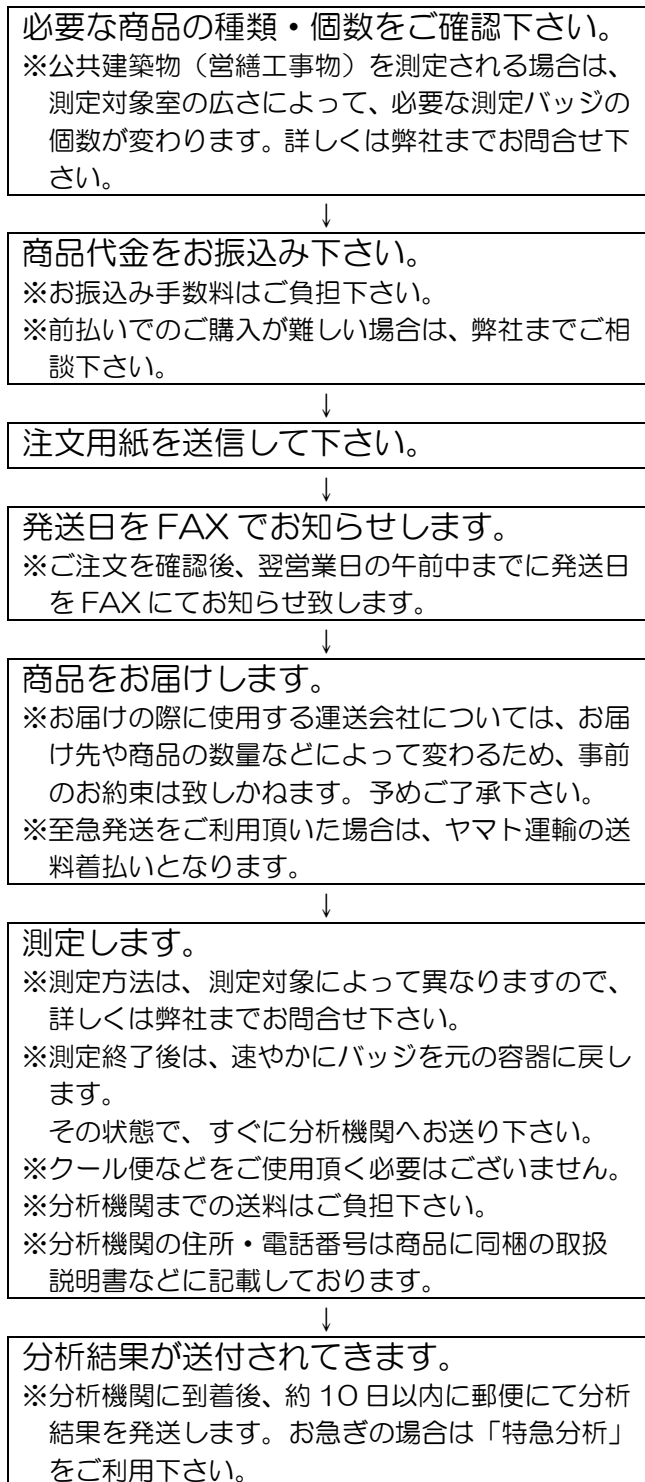 必要な商品の種類・個数をご確認下さい。
※公共建築物（営繕工事物）を測定される場合は、
測定対象室の広さによって、必要な測定バッジの
個数が変わります。詳しくは弊社までお問合せ下
さい。
↓
商品代金をお振込み下さい。
※お振込み手数料はご負担下さい。
※前払いでのご購入が難しい場合は、弊社までご相
談下さい。
↓
注文用紙を送信して下さい。
↓
発送日をFAXでお知らせします。
※ご注文を確認後、翌営業日の午前中までに発送日
をFAXにてお知らせ致します。
↓
商品をお届けします。
※お届けの際に使用する運送会社については、お届
け先や商品の数量などによって変わるため、事前
のお約束は致しかねます。予めご了承下さい。
※至急発送をご利用頂いた場合は、ヤマト運輸の送
料着払いとなります。
↓
測定します。
※測定方法は、測定対象によって異なりますので、
詳しくは弊社までお問合せ下さい。
※測定終了後は、速やかにバッジを元の容器に戻し
ます。
その状態で、すぐに分析機関へお送り下さい。
※クール便などをご使用頂く必要はございません。
※分析機関までの送料はご負担下さい。
※分析機関の住所・電話番号は商品に同梱の取扱
説明書などに記載しております。
↓
分析結果が送付されてきます。
※分析機関に到着後、約10日以内に郵便にて分析
結果を発送します。お急ぎの場合は「特急分析」
をご利用下さい。